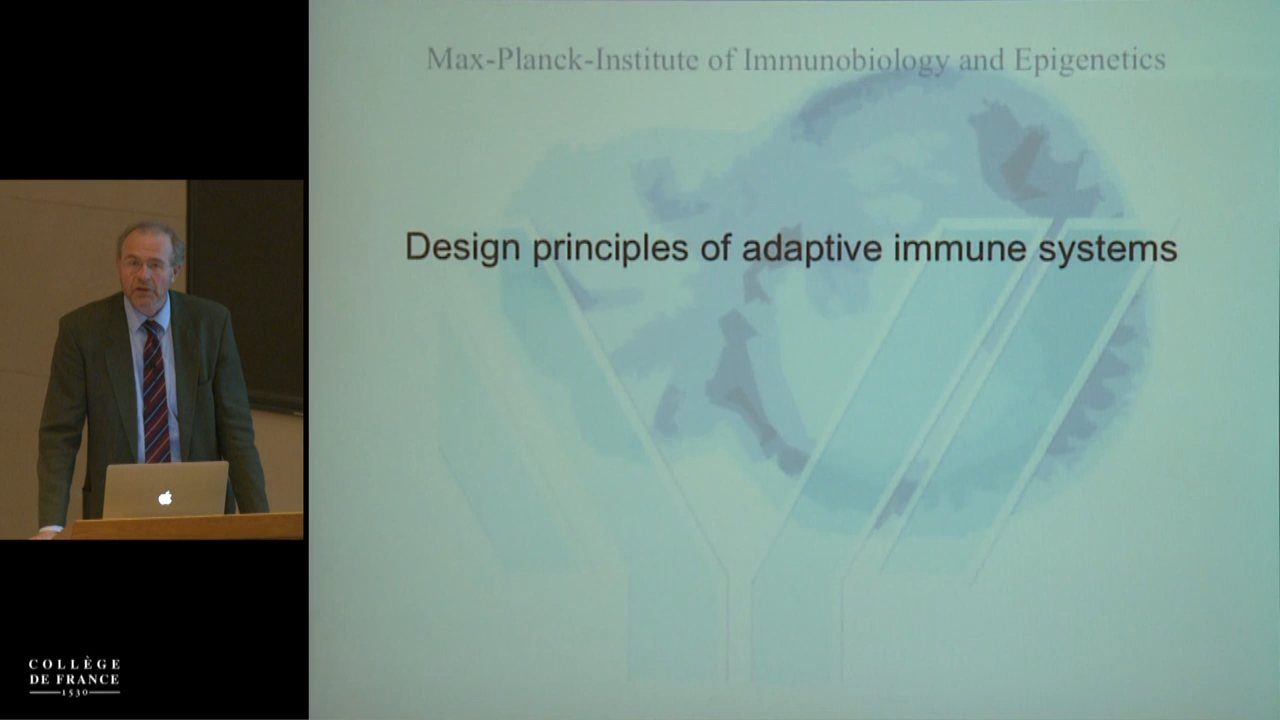 Max-Planck-Institute of Immunobiology and Epigenetics
Design principles of adaptive immune systems
COLLÈGE
DE FRANCE
1530